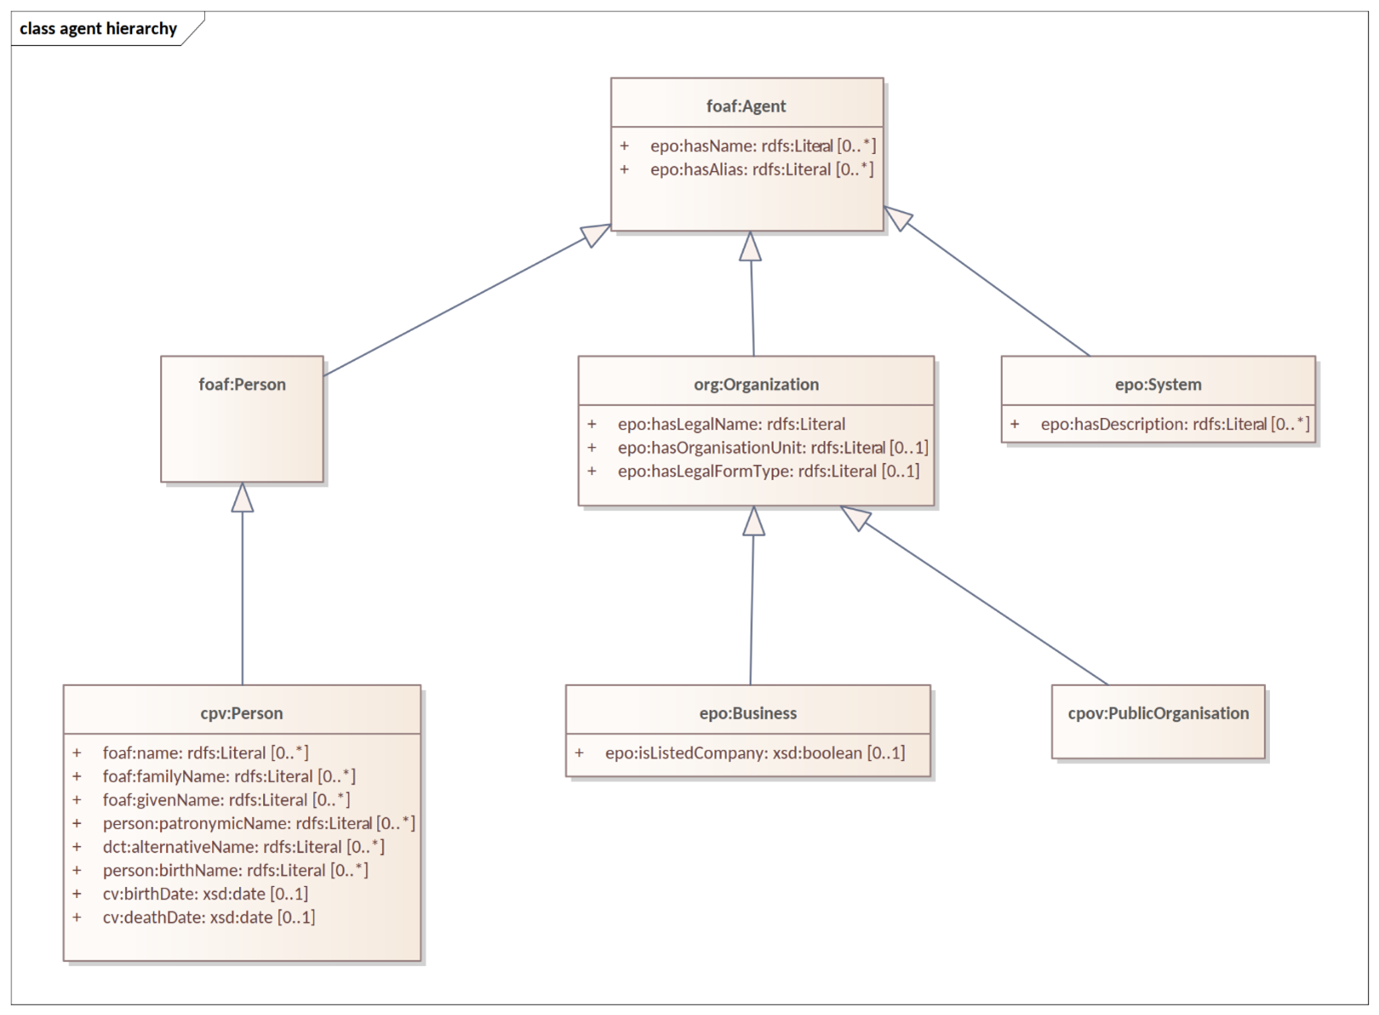 class agent hierarchy
foaf:Agent
+ epo:hasName: rdfs:Literal [0..*]
+ epo:hasAlias: rdfs:Literal [0..*]
foaf:Person
org:Organization
+ epo:hasLegalName: rdfs:Literal
+ epo:hasOrganisationUnit: rdfs:Literal [0..1]
+ epo:hasLegalFormType: rdfs:Literal [0..1]
epo:System
+ epo:hasDescription: rdfs:Literal [0..*]
cpv:Person
+ foaf:name: rdfs:Literal [0..*]
+ foaf:familyName: rdfs:Literal [0..*]
+ foaf:givenName: rdfs:Literal [0..*]
+ person:patronymicName: rdfs:Literal [0..*]
+ dct:alternativeName: rdfs:Literal [0..*]
+ person:birthName: rdfs:Literal [0..*]
+ cv:birthDate: xsd:date [0..1]
+ cv:deathDate: xsd:date [0..1]
epo:Business
+ epo:isListedCompany: xsd:boolean [0..1]
cpov:PublicOrganisation